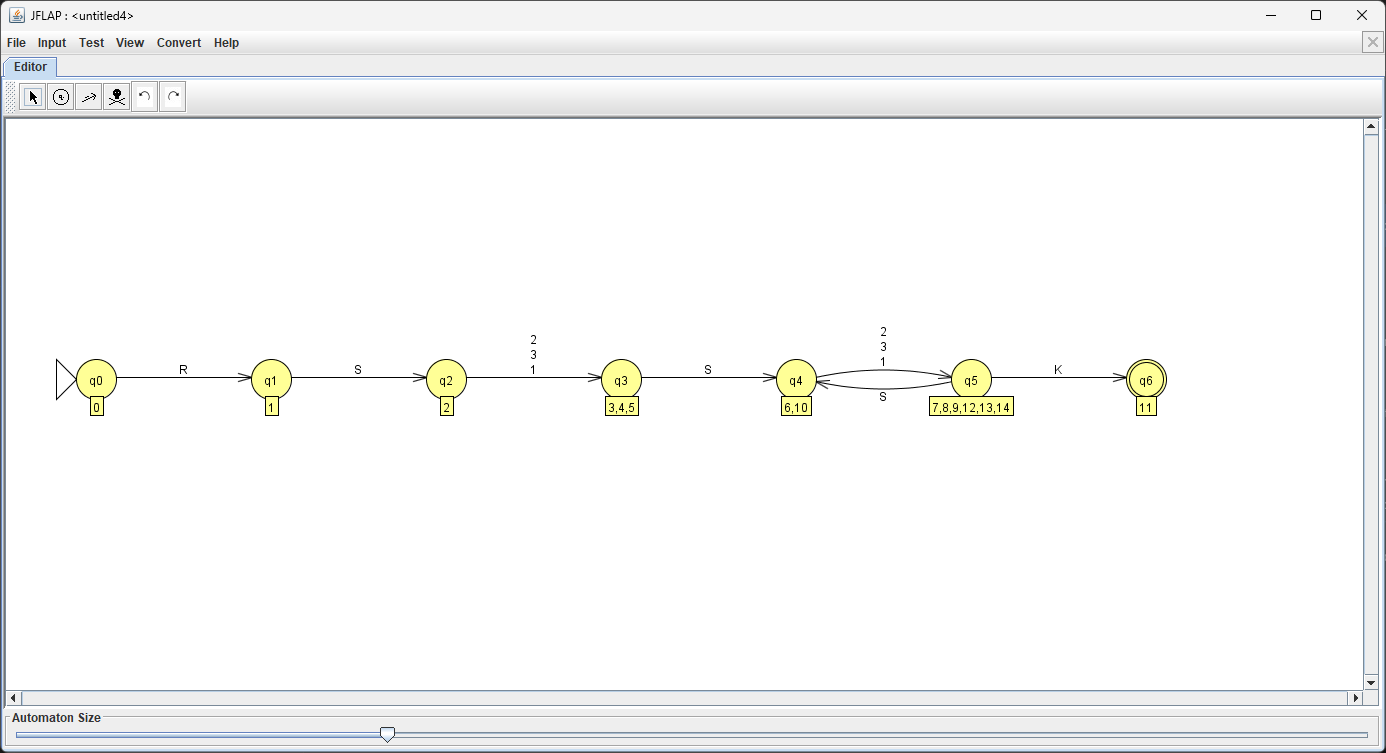 JFLAP : <untitled4>
File Input Test View Convert Help
Editor
2
3
1
2
3
1
R
S
S
K
q0
q1
q2
q3
q4
q5
q6
S
0
1
2
3,4,5
6,10
7,8,9,12,13,14
11
Automaton Size